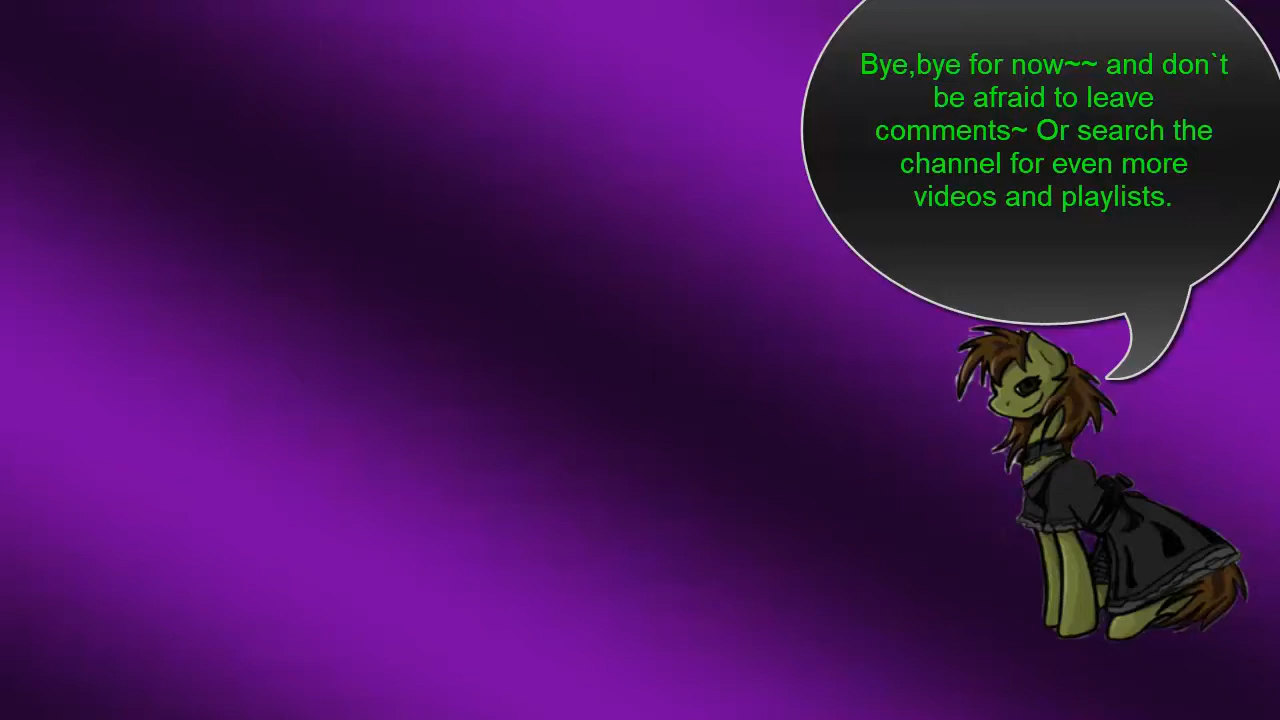 Bye,bye for now~~ and don`t
be afraid to leave
comments~ Or search the
channel for even more
videos and playlists.